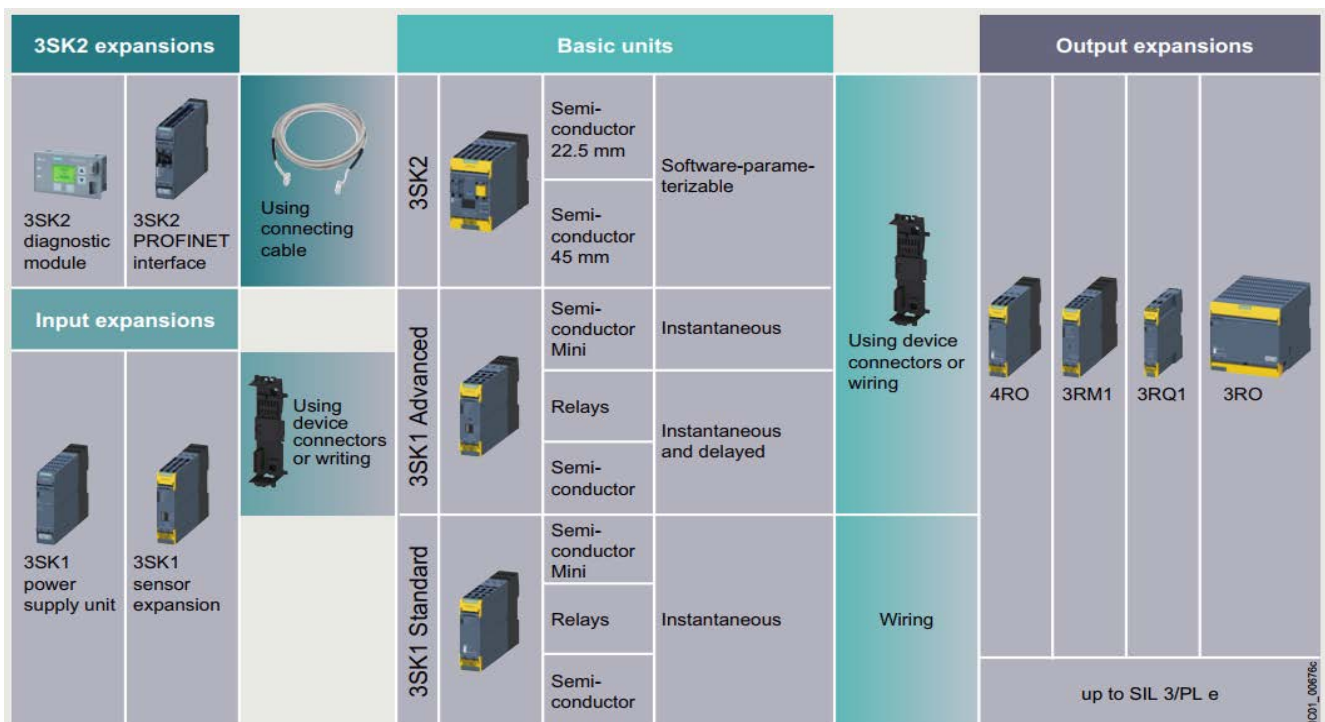 3SK2 expansions
Basic units
Output expansions
3SK2
diagnostic
module
3SK2
PROFINET
interface
Using
connecting
cable
3SK2
Semi-
conductor
22.5 mm
Semi-
conductor
45 mm
Software-parame-
terizable
Using device
connectors or
wiring
4RO
3RM1
3RQ1
3RO
Input expansions
3SK1
power
supply unit
3SK1
sensor
expansion
Using
device
connectors
or writing
3SK1 Advanced
Semi-
conductor
Mini
Instantaneous
Relays
Semi-
conductor
Instantaneous
and delayed
3SK1 Standard
Semi-
conductor
Mini
Relays
Semi-
conductor
Instantaneous
Wiring
up to SIL 3/PL e
IC01_00676c